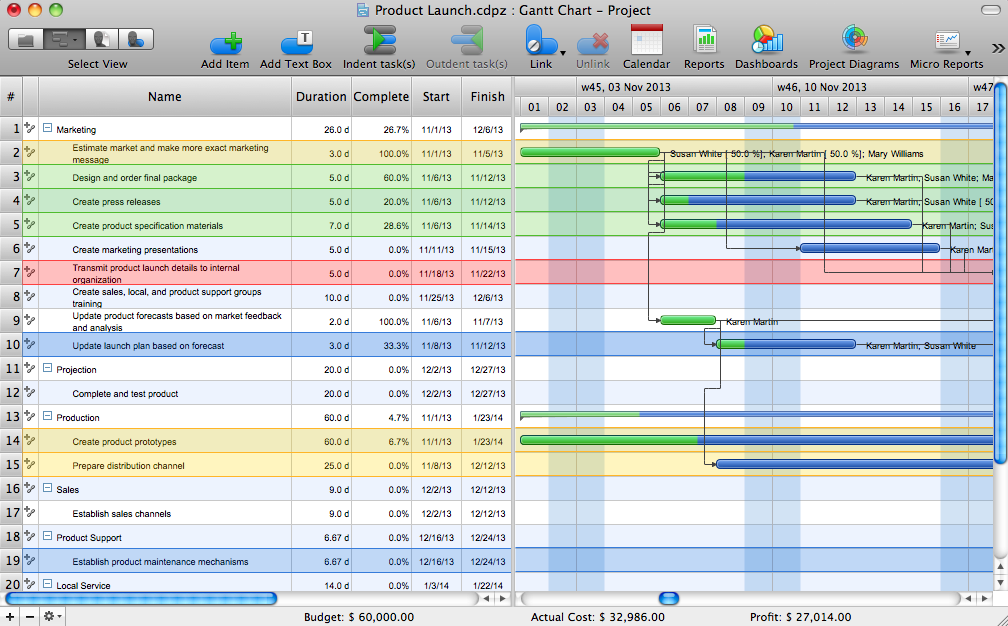 Product Launch.cdpz : Gantt Chart - Project
Select View
Add Item
Add Text Box
Indent task(s)
Outdent task(s)
Link
Unlink
Calendar
Reports
Dashboards
Project Diagrams
Micro Reports
# Name Duration Complete Start Finish
w45, 03 Nov 2013 w46, 10 Nov 2013 w47
01 02 03 04 05 06 07 08 09 10 11 12 13 14 15 16 17
1 Marketing 26.0 d 26.7% 11/1/13 12/6/13
2 Estimate market and make more exact marketing
message 3.0 d 100.0% 11/1/13 11/5/13
Susan White [ 50.0 %]; Karen Martin [ 50.0 %]; Mary Williams
3 Design and order final package 5.0 d 60.0% 11/6/13 11/12/13
Karen Martin; Susan White; Ma
4 Create press releases 5.0 d 20.0% 11/6/13 11/12/13
Karen Martin; Susan White [ 50
5 Create product specification materials 7.0 d 28.6% 11/6/13 11/14/13
Karen Martin; Sus
6 Create marketing presentations 5.0 d 0.0% 11/11/13 11/15/13
Karen Mar
7 Transmit product launch details to internal
organization 5.0 d 0.0% 11/18/13 11/22/13
8 Create sales, local, and product support groups
training 10.0 d 0.0% 11/25/13 12/6/13
9 Update product forecasts based on market feedback
and analysis 2.0 d 100.0% 11/6/13 11/7/13
Karen Martin
10 Update launch plan based on forecast 3.0 d 33.3% 11/8/13 11/12/13
Karen Martin; Susan White
11 Projection 20.0 d 0.0% 12/2/13 12/27/13
12 Complete and test product 20.0 d 0.0% 12/2/13 12/27/13
13 Production 60.0 d 4.7% 11/1/13 1/23/14
14 Create product prototypes 60.0 d 6.7% 11/1/13 1/23/14
15 Prepare distribution channel 25.0 d 0.0% 11/8/13 12/12/13
16 Sales 9.0 d 0.0% 12/2/13 12/12/13
17 Establish sales channels 9.0 d 0.0% 12/2/13 12/12/13
18 Product Support 6.67 d 0.0% 12/16/13 12/24/13
19 Establish product maintenance mechanisms 6.67 d 0.0% 12/16/13 12/24/13
20 Local Service 14.0 d 0.0% 1/3/14 1/22/14
Budget: $ 60,000.00 Actual Cost: $ 32,986.00 Profit: $ 27,014.00